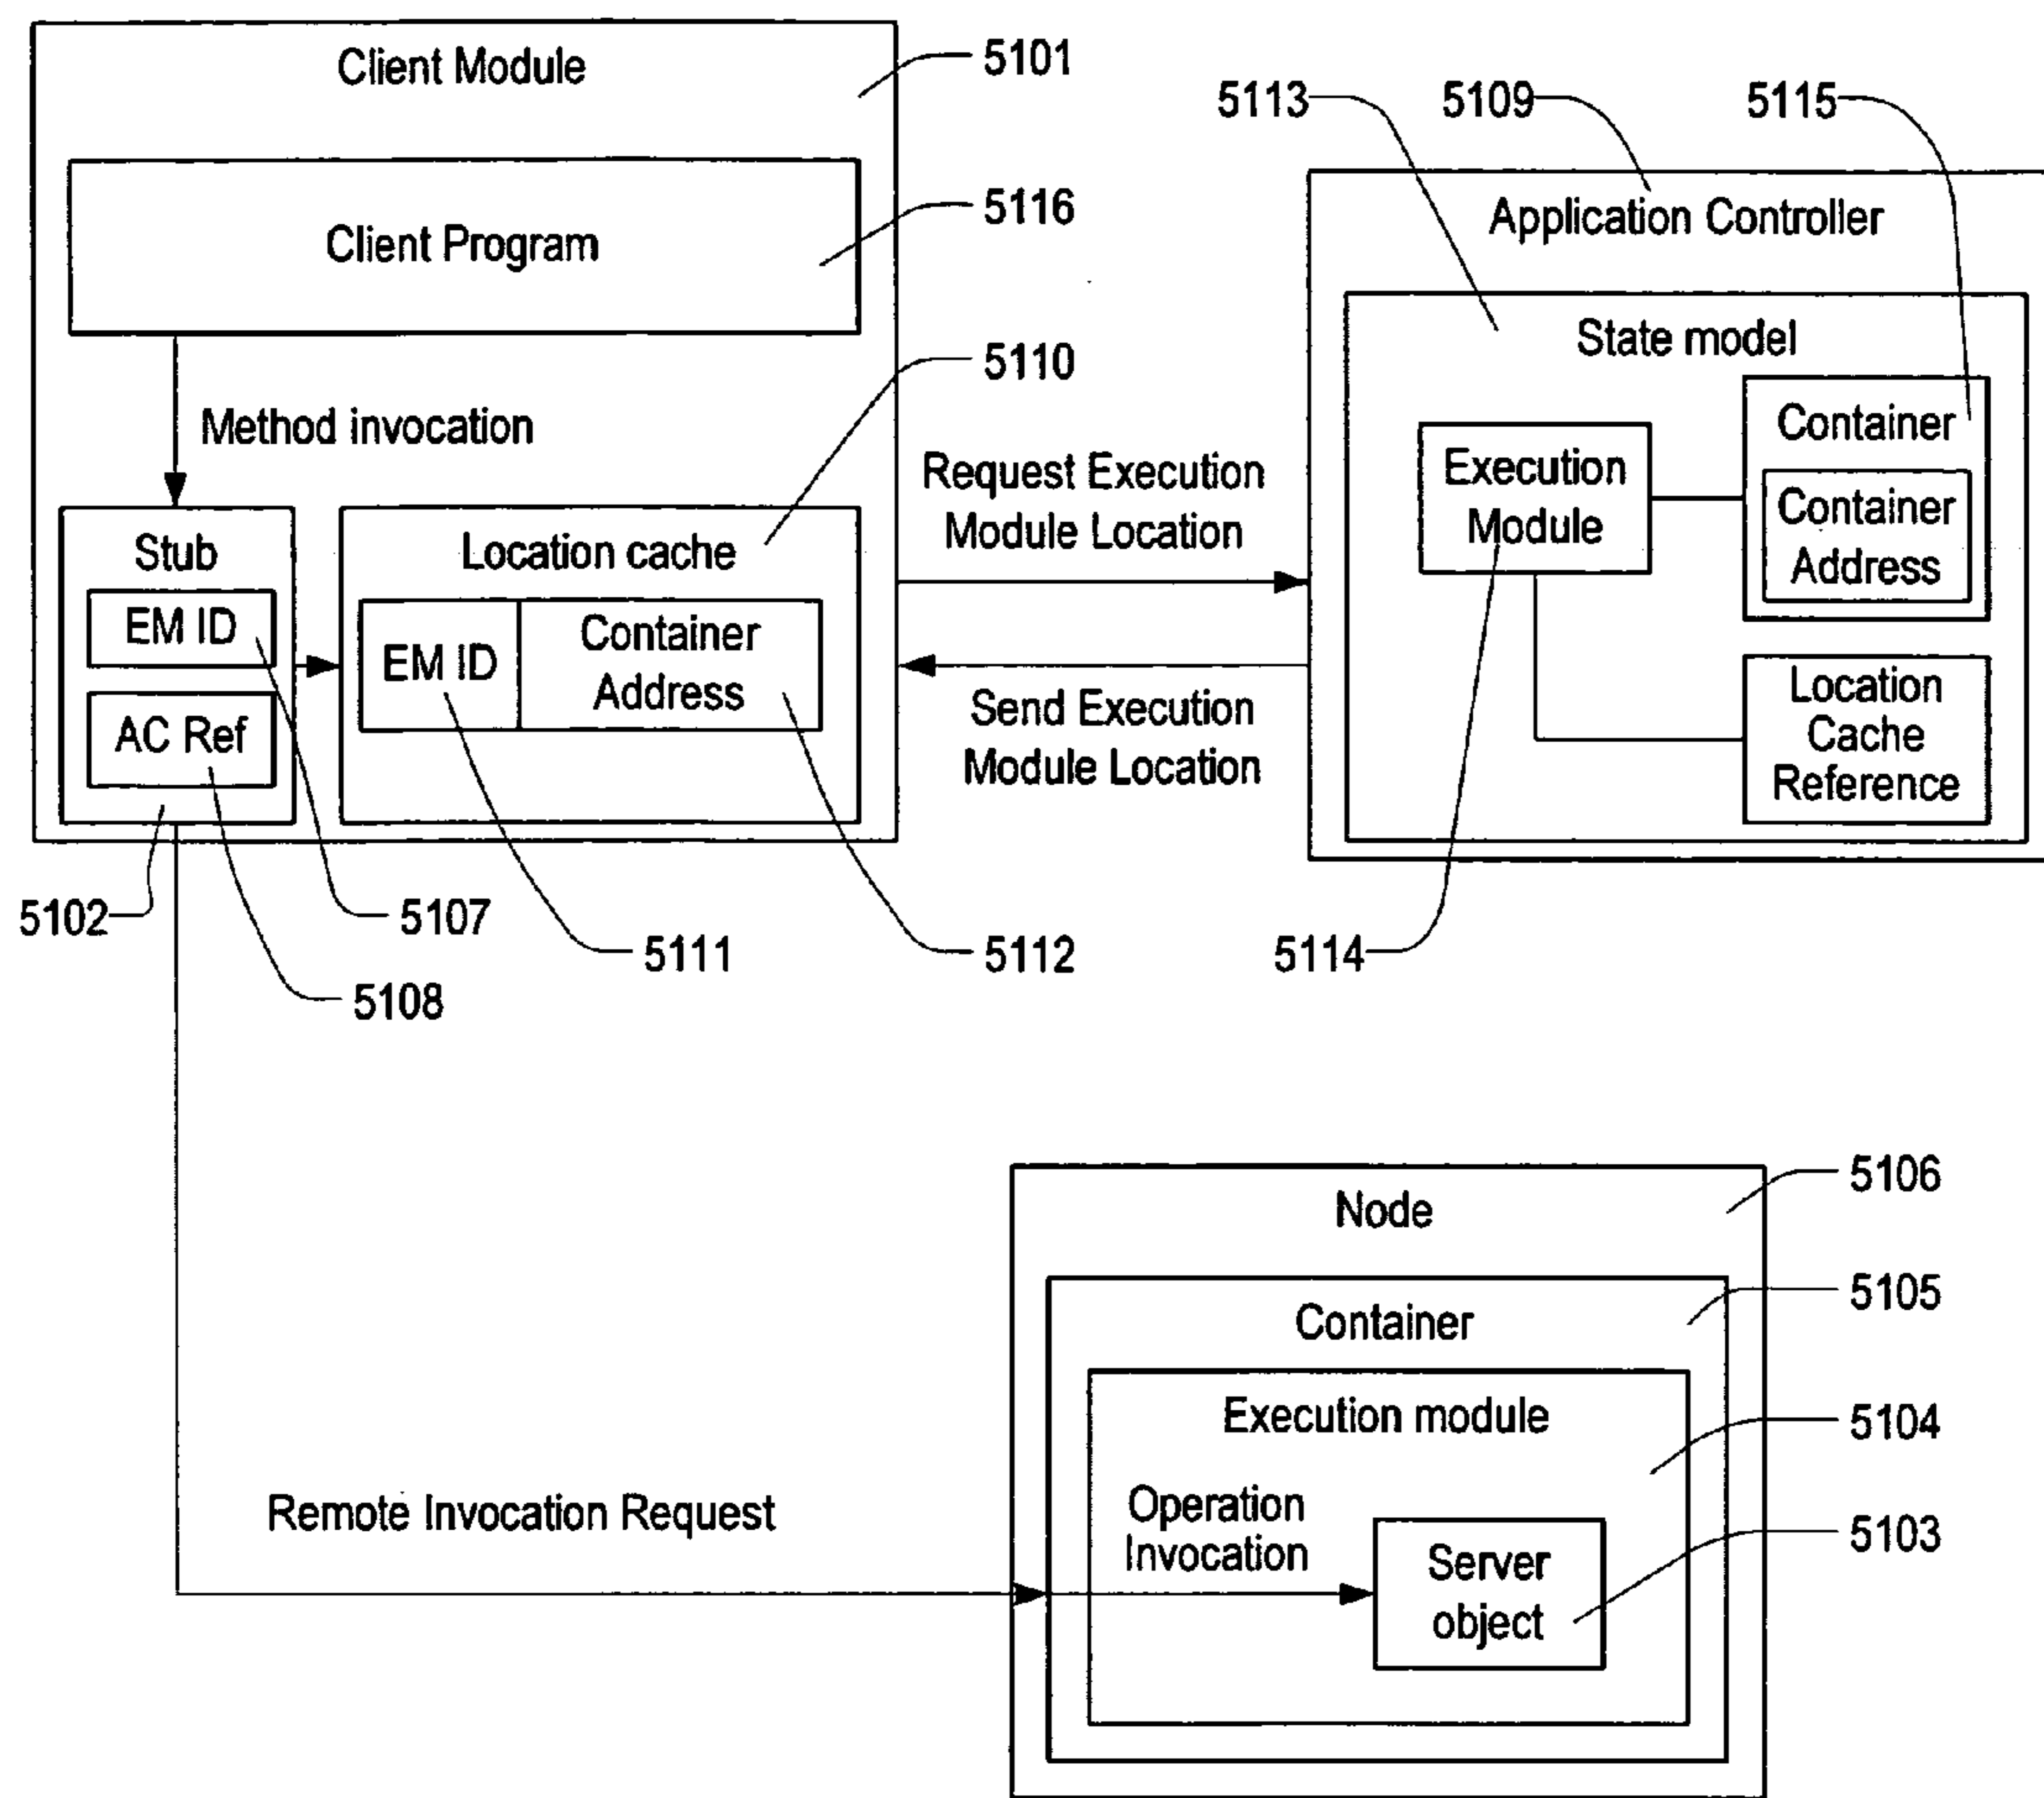 Client Module
5101
Client Program
5116
5110
Method invocation
Stub
EM ID
AC Ref
Location cache
EM ID
Container
Address
5102
5107
5108
5111
5112
Request Execution
Module Location
Send Execution
Module Location
5113
5109
5115
Application Controller
State model
Execution
Module
Container
Container
Address
Location
Cache
Reference
5114
Remote Invocation Request
Node
5106
Container
5105
Execution module
5104
Operation
Invocation
Server
object
5103